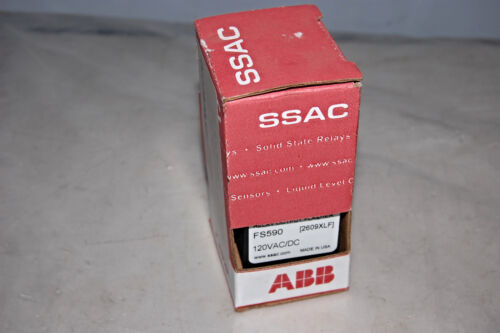 SSAC
SSAC
ys • Solid State Relays
www.ssac.com • www.ssac
Sensors • Liquid Level C
FS590 [2609XLF]
120VAC/DC
www.ssac.com MADE IN USA
ABB